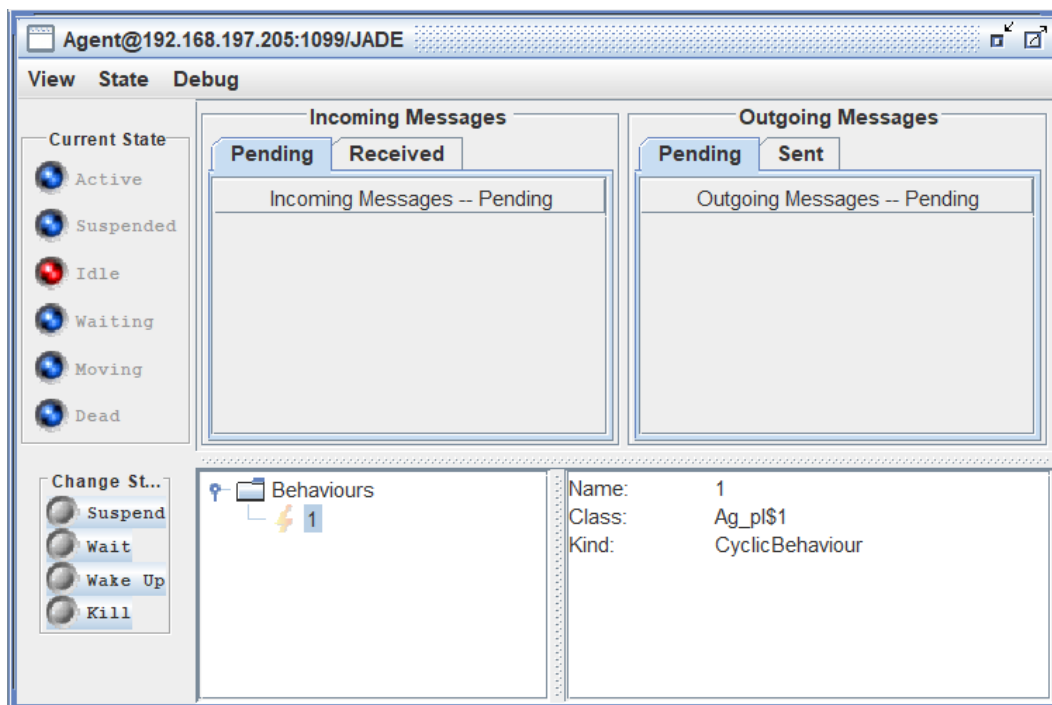 Agent@192.168.197.205:1099/JADE
View State Debug
Current State
Active
Suspended
Idle
Waiting
Moving
Dead
Incoming Messages
Pending Received
Incoming Messages -- Pending
Outgoing Messages
Pending Sent
Outgoing Messages -- Pending
Change St...
Suspend
Wait
Wake Up
Kill
Behaviours
1
Name: 1
Class: Ag_pl$1
Kind: CyclicBehaviour